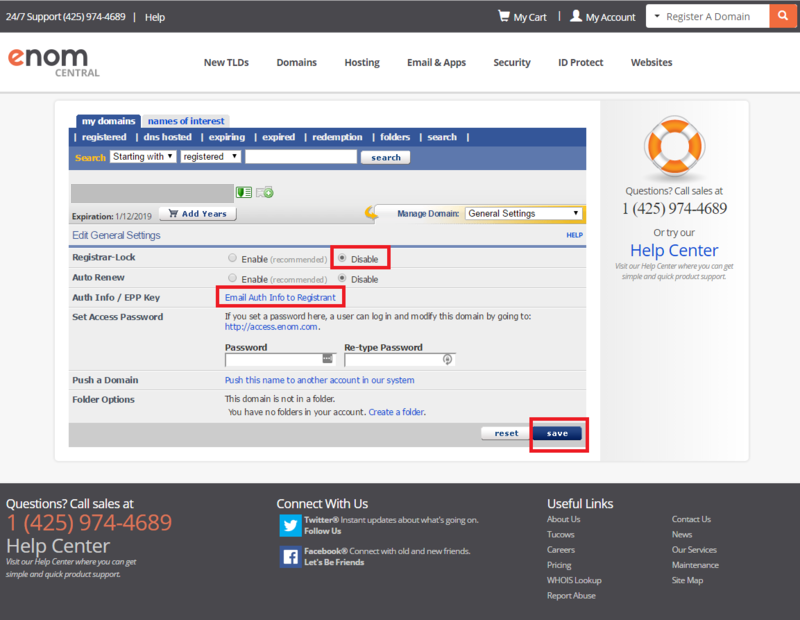 24/7 Support (425) 974-4689 | Help
My Cart | My Account Register A Domain
enom
CENTRAL
New TLDs Domains Hosting Email & Apps Security ID Protect Websites
my domains names of interest
| registered | dns hosted | expiring | expired | redemption | folders | search |
Search Starting with registered search
Expiration: 1/12/2019 Add Years Manage Domain: General Settings
Edit General Settings HELP
Registrar-Lock Enable (recommended) Disable
Auto Renew Enable (recommended) Disable
Auth Info / EPP Key Email Auth Info to Registrant
Set Access Password If you set a password here, a user can log in and modify this domain by going to:
http://access.enom.com.
Password Re-type Password
Push a Domain Push this name to another account in our system
Folder Options This domain is not in a folder.
You have no folders in your account. Create a folder.
reset save
Questions? Call sales at
1 (425) 974-4689
Or try our
Help Center
Visit our Help Center where you can get
simple and quick product support.
Questions? Call sales at
1 (425) 974-4689
Help Center
Visit our Help Center where you can get
simple and quick product support.
Connect With Us
Twitter® Instant updates about what's going on.
Follow Us
Facebook® Connect with old and new friends.
Let's Be Friends
Useful Links
About Us Contact Us
Tucows News
Careers Our Services
Pricing Maintenance
WHOIS Lookup Site Map
Report Abuse